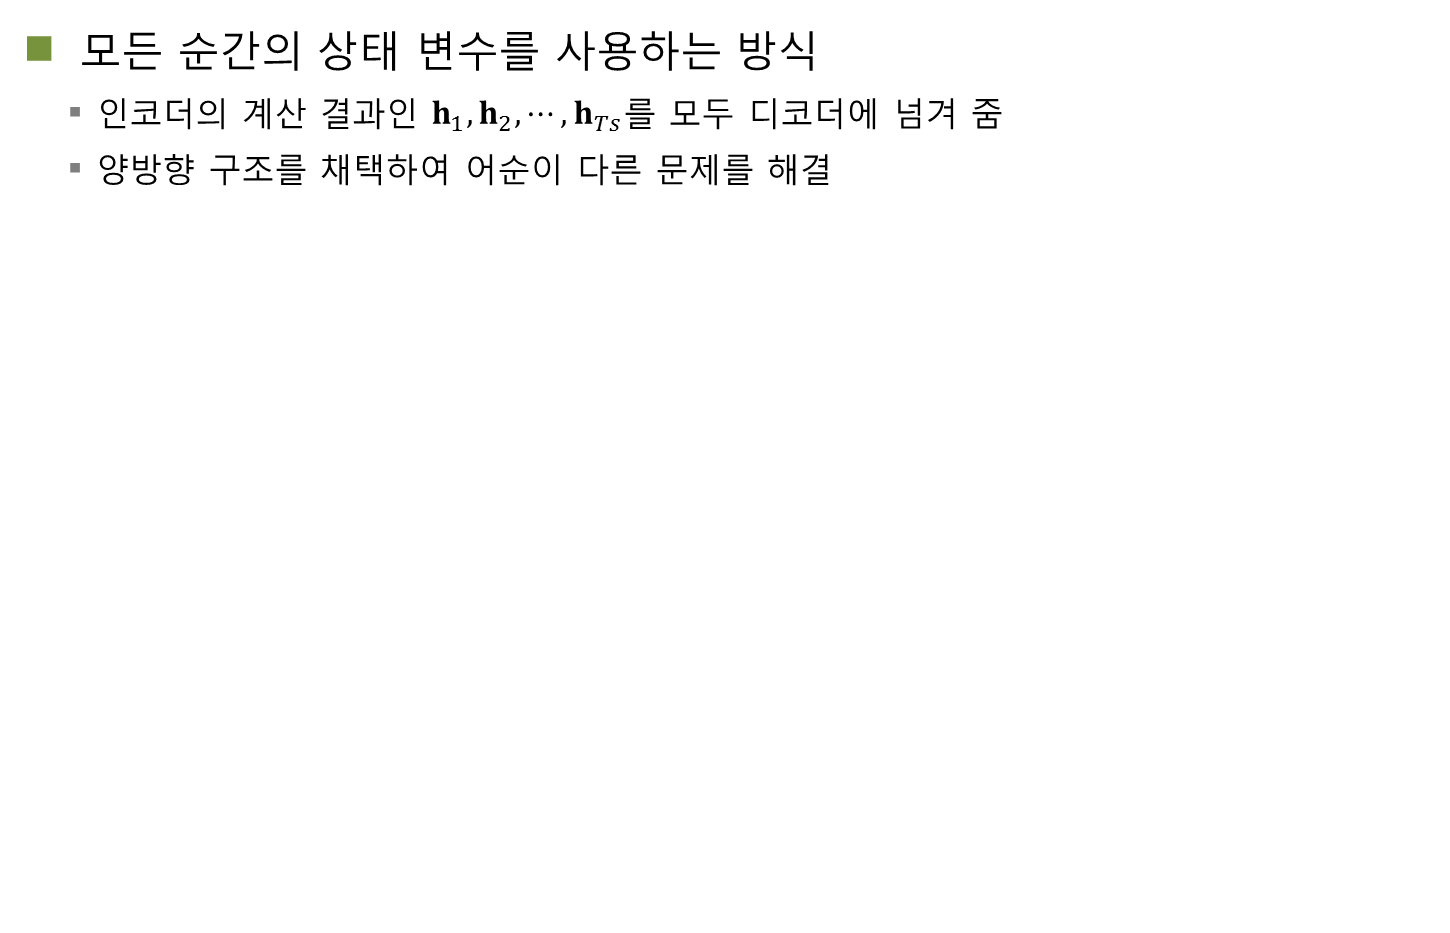 모든 순간의 상태 변수를 사용하는 방식
인코더의 계산 결과인 𝐡₁, 𝐡₂, ⋯, 𝐡_{Ts}를 모두 디코더에 넘겨 줌
양방향 구조를 채택하여 어순이 다른 문제를 해결